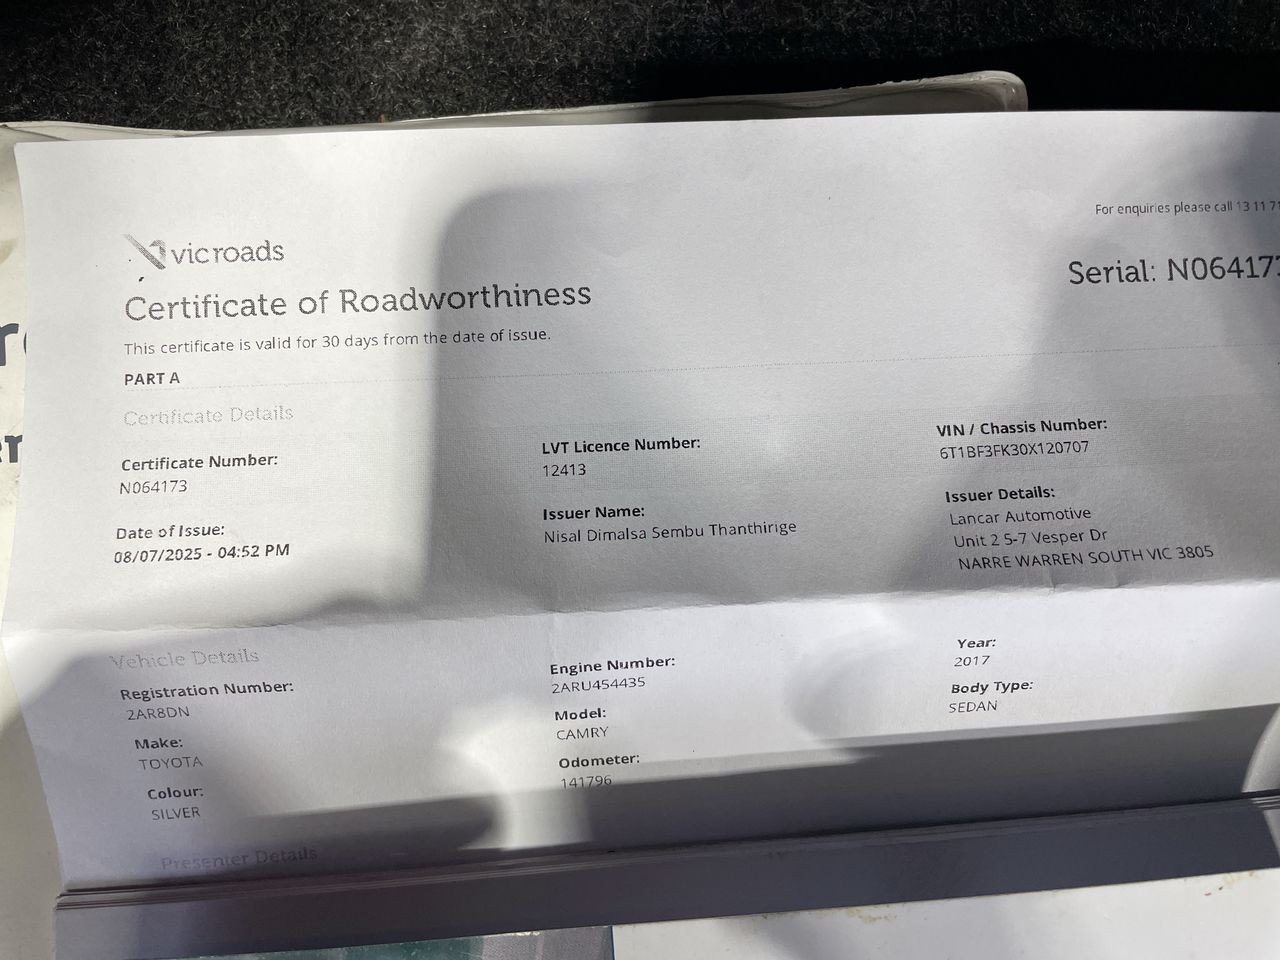 For enquiries please call 13 11 71
vicroads
Serial: N064173
Certificate of Roadworthiness
This certificate is valid for 30 days from the date of issue.
PART A
Certificate Details
Certificate Number:
N064173
LVT Licence Number:
12413
VIN / Chassis Number:
6T1BF3FK30X120707
Date of Issue:
08/07/2025 - 04:52 PM
Issuer Name:
Nisal Dimalsa Sembu Thanthirige
Issuer Details:
Lancar Automotive
Unit 2 5-7 Vesper Dr
NARRE WARREN SOUTH VIC 3805
Vehicle Details
Registration Number:
2AR8DN
Engine Number:
2ARU454435
Year:
2017
Make:
TOYOTA
Model:
CAMRY
Body Type:
SEDAN
Colour:
SILVER
Odometer:
141796
Presenter Details